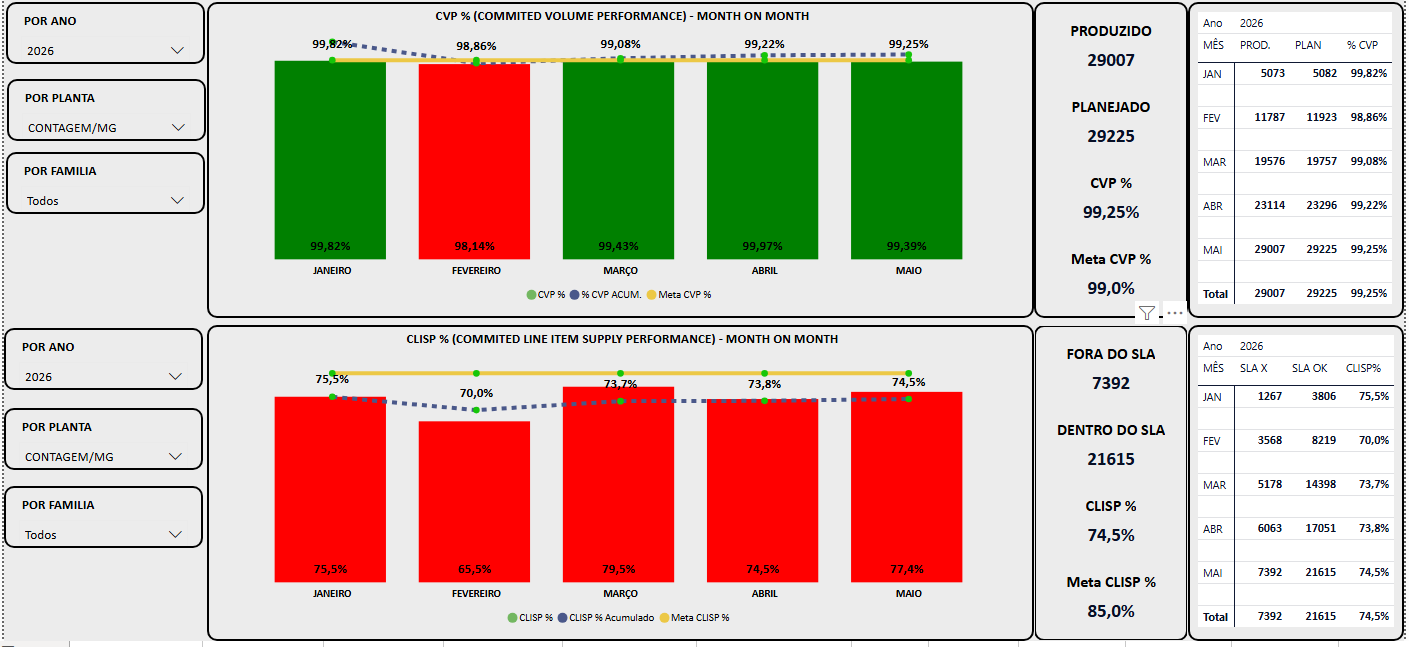 POR ANO
2026
POR PLANTA
CONTAGEM/MG
POR FAMILIA
Todos
CVP % (COMMITED VOLUME PERFORMANCE) - MONTH ON MONTH
99,82% 98,86% 99,08% 99,22% 99,25%
99,82% 98,14% 99,43% 99,97% 99,39%
JANEIRO FEVEREIRO MARÇO ABRIL MAIO
CVP % % CVP ACUM. Meta CVP %
PRODUZIDO
29007
PLANEJADO
29225
CVP %
99,25%
Meta CVP %
99,0%
Ano 2026
MÊS PROD. PLAN % CVP
JAN 5073 5082 99,82%
FEV 11787 11923 98,86%
MAR 19576 19757 99,08%
ABR 23114 23296 99,22%
MAI 29007 29225 99,25%
Total 29007 29225 99,25%
POR ANO
2026
POR PLANTA
CONTAGEM/MG
POR FAMILIA
Todos
CLISP % (COMMITED LINE ITEM SUPPLY PERFORMANCE) - MONTH ON MONTH
75,5% 70,0% 73,7% 73,8% 74,5%
75,5% 65,5% 79,5% 74,5% 77,4%
JANEIRO FEVEREIRO MARÇO ABRIL MAIO
CLISP % CLISP % Acumulado Meta CLISP %
FORA DO SLA
7392
DENTRO DO SLA
21615
CLISP %
74,5%
Meta CLISP %
85,0%
Ano 2026
MÊS SLA X SLA OK CLISP%
JAN 1267 3806 75,5%
FEV 3568 8219 70,0%
MAR 5178 14398 73,7%
ABR 6063 17051 73,8%
MAI 7392 21615 74,5%
Total 7392 21615 74,5%